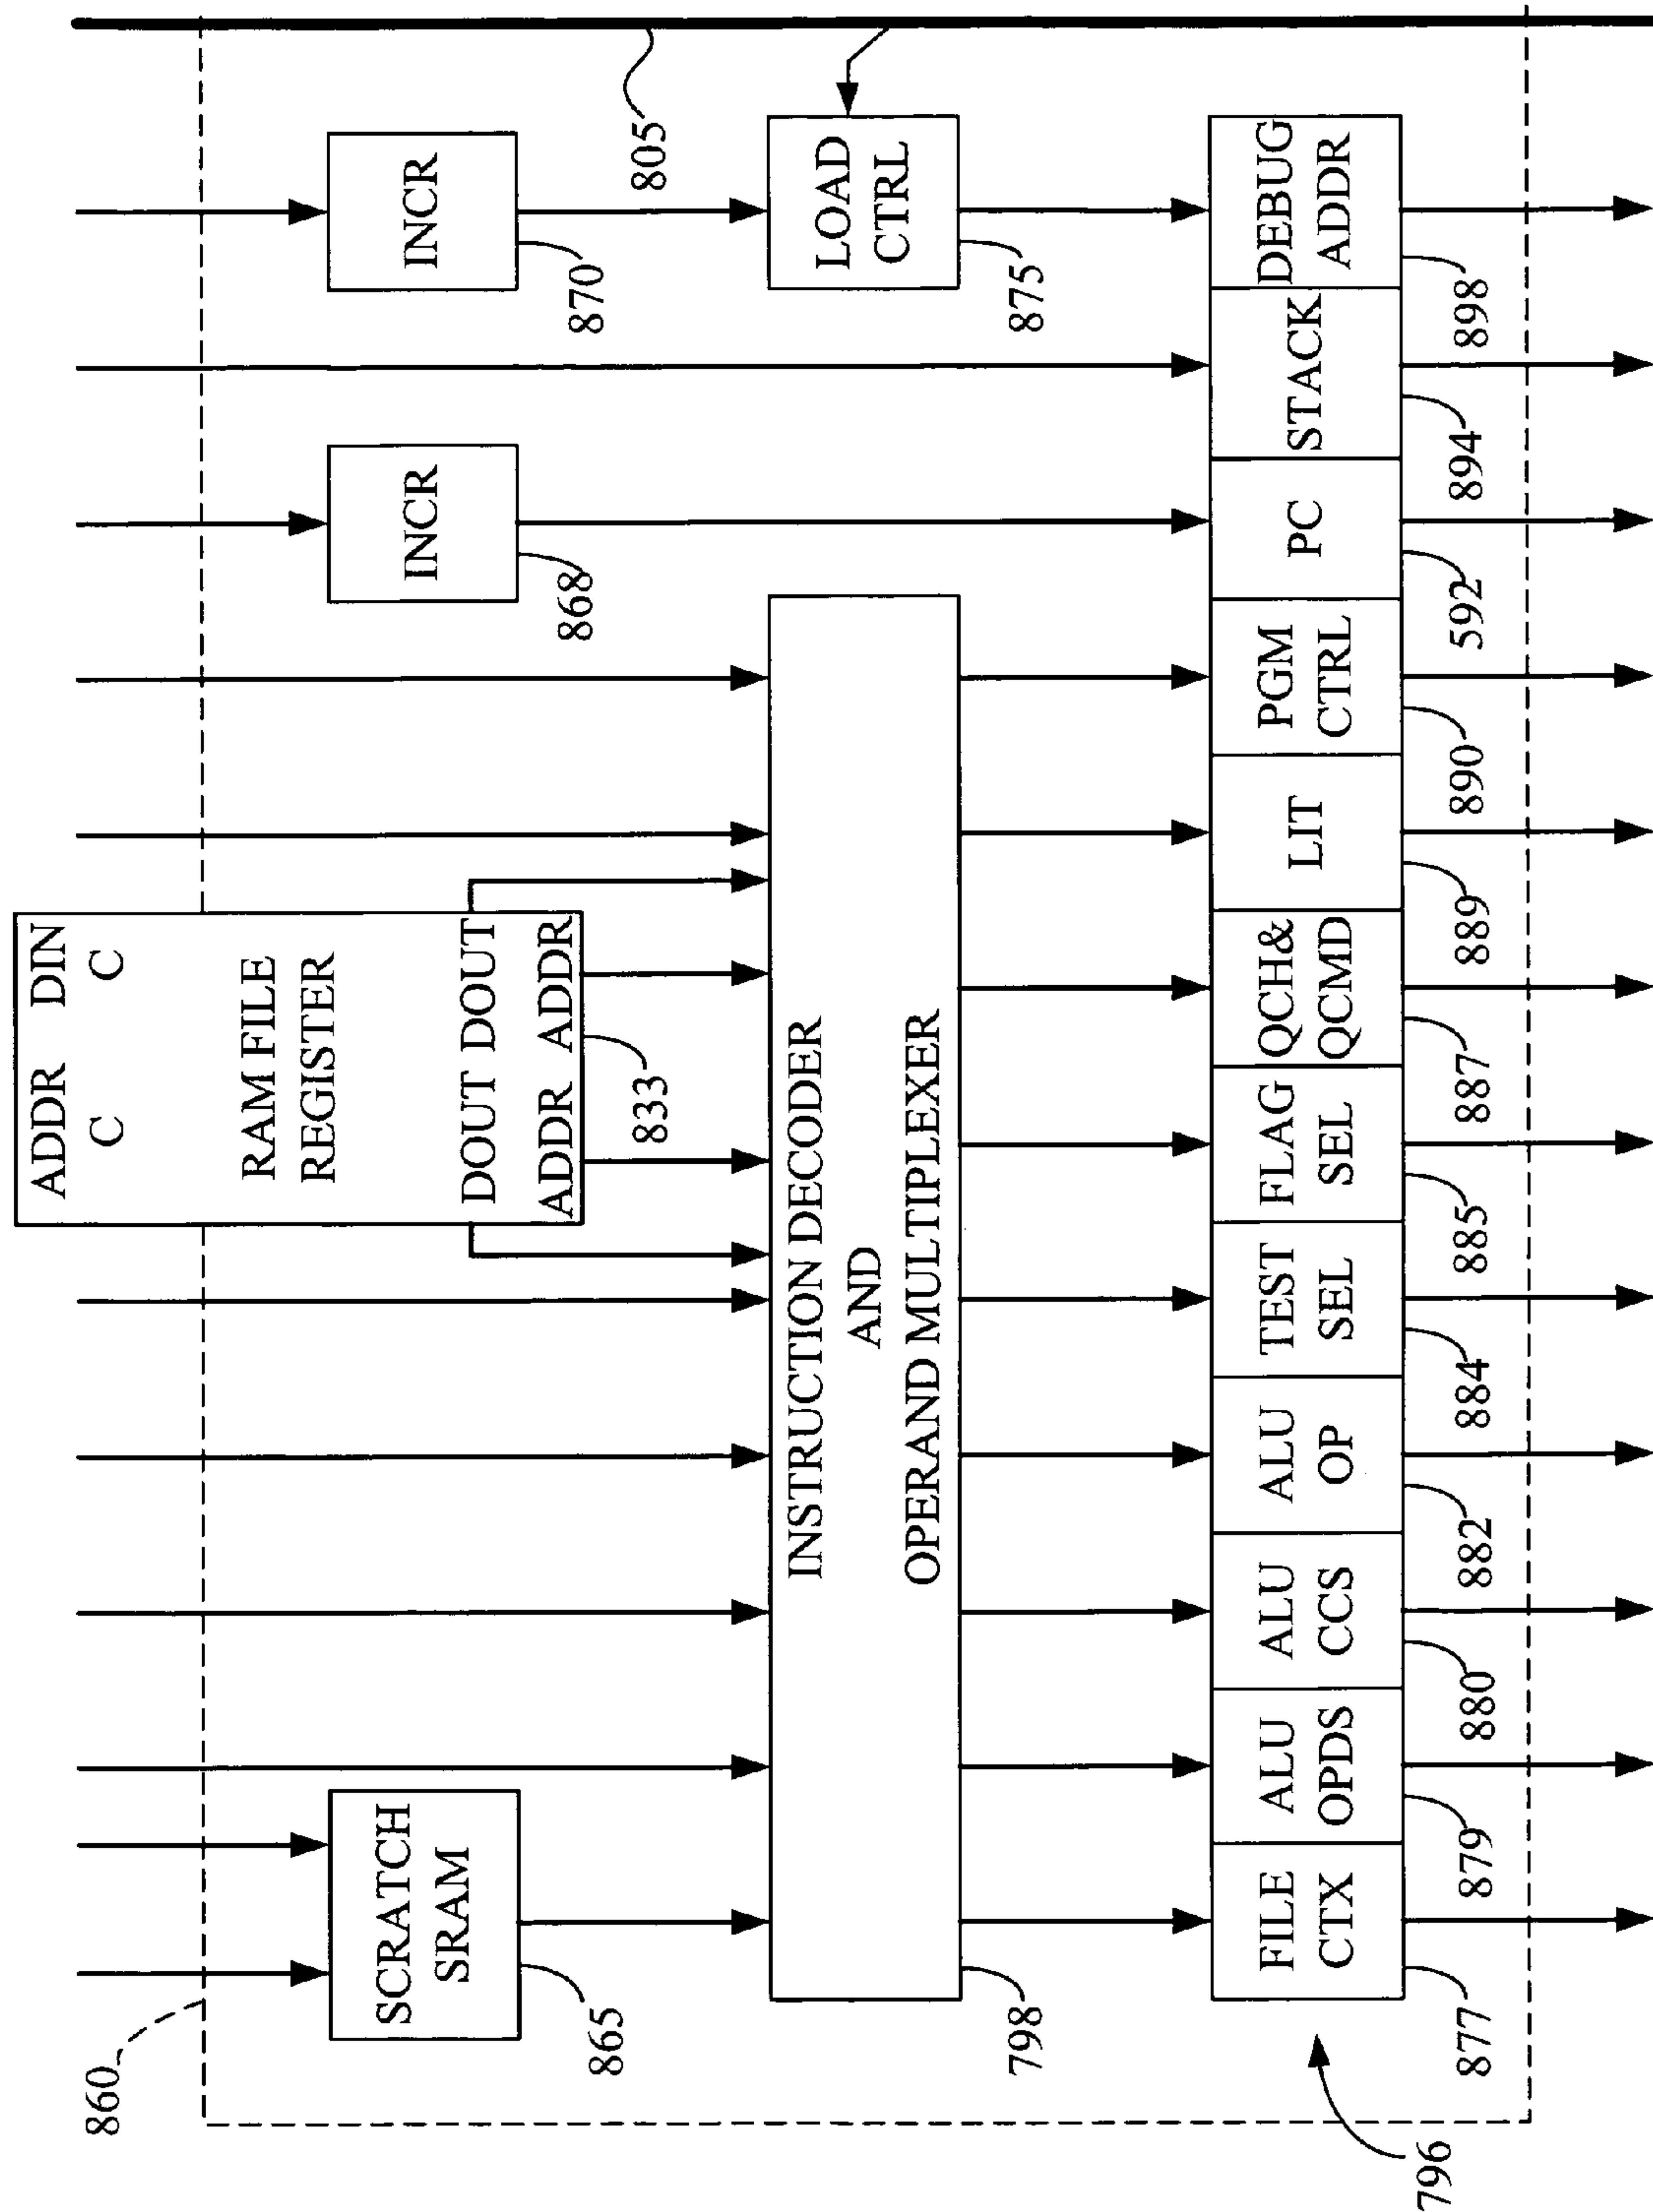 860
ADDR DIN
C C
RAM FILE
REGISTER
DOUT DOUT
ADDR ADDR
833
SCRATCH
SRAM
865
INCR
868
INCR
870
805
INSTRUCTION DECODER
AND
OPERAND MULTIPLEXER
798
LOAD
CTRL
875
796
FILE
CTX
877
ALU
OPDS
879
ALU
CCS
880
ALU
OP
882
TEST
SEL
884
FLAG
SEL
885
QCH&
QCMD
887
LIT
889
PGM
CTRL
890
PC
592
STACK
894
DEBUG
ADDR
898